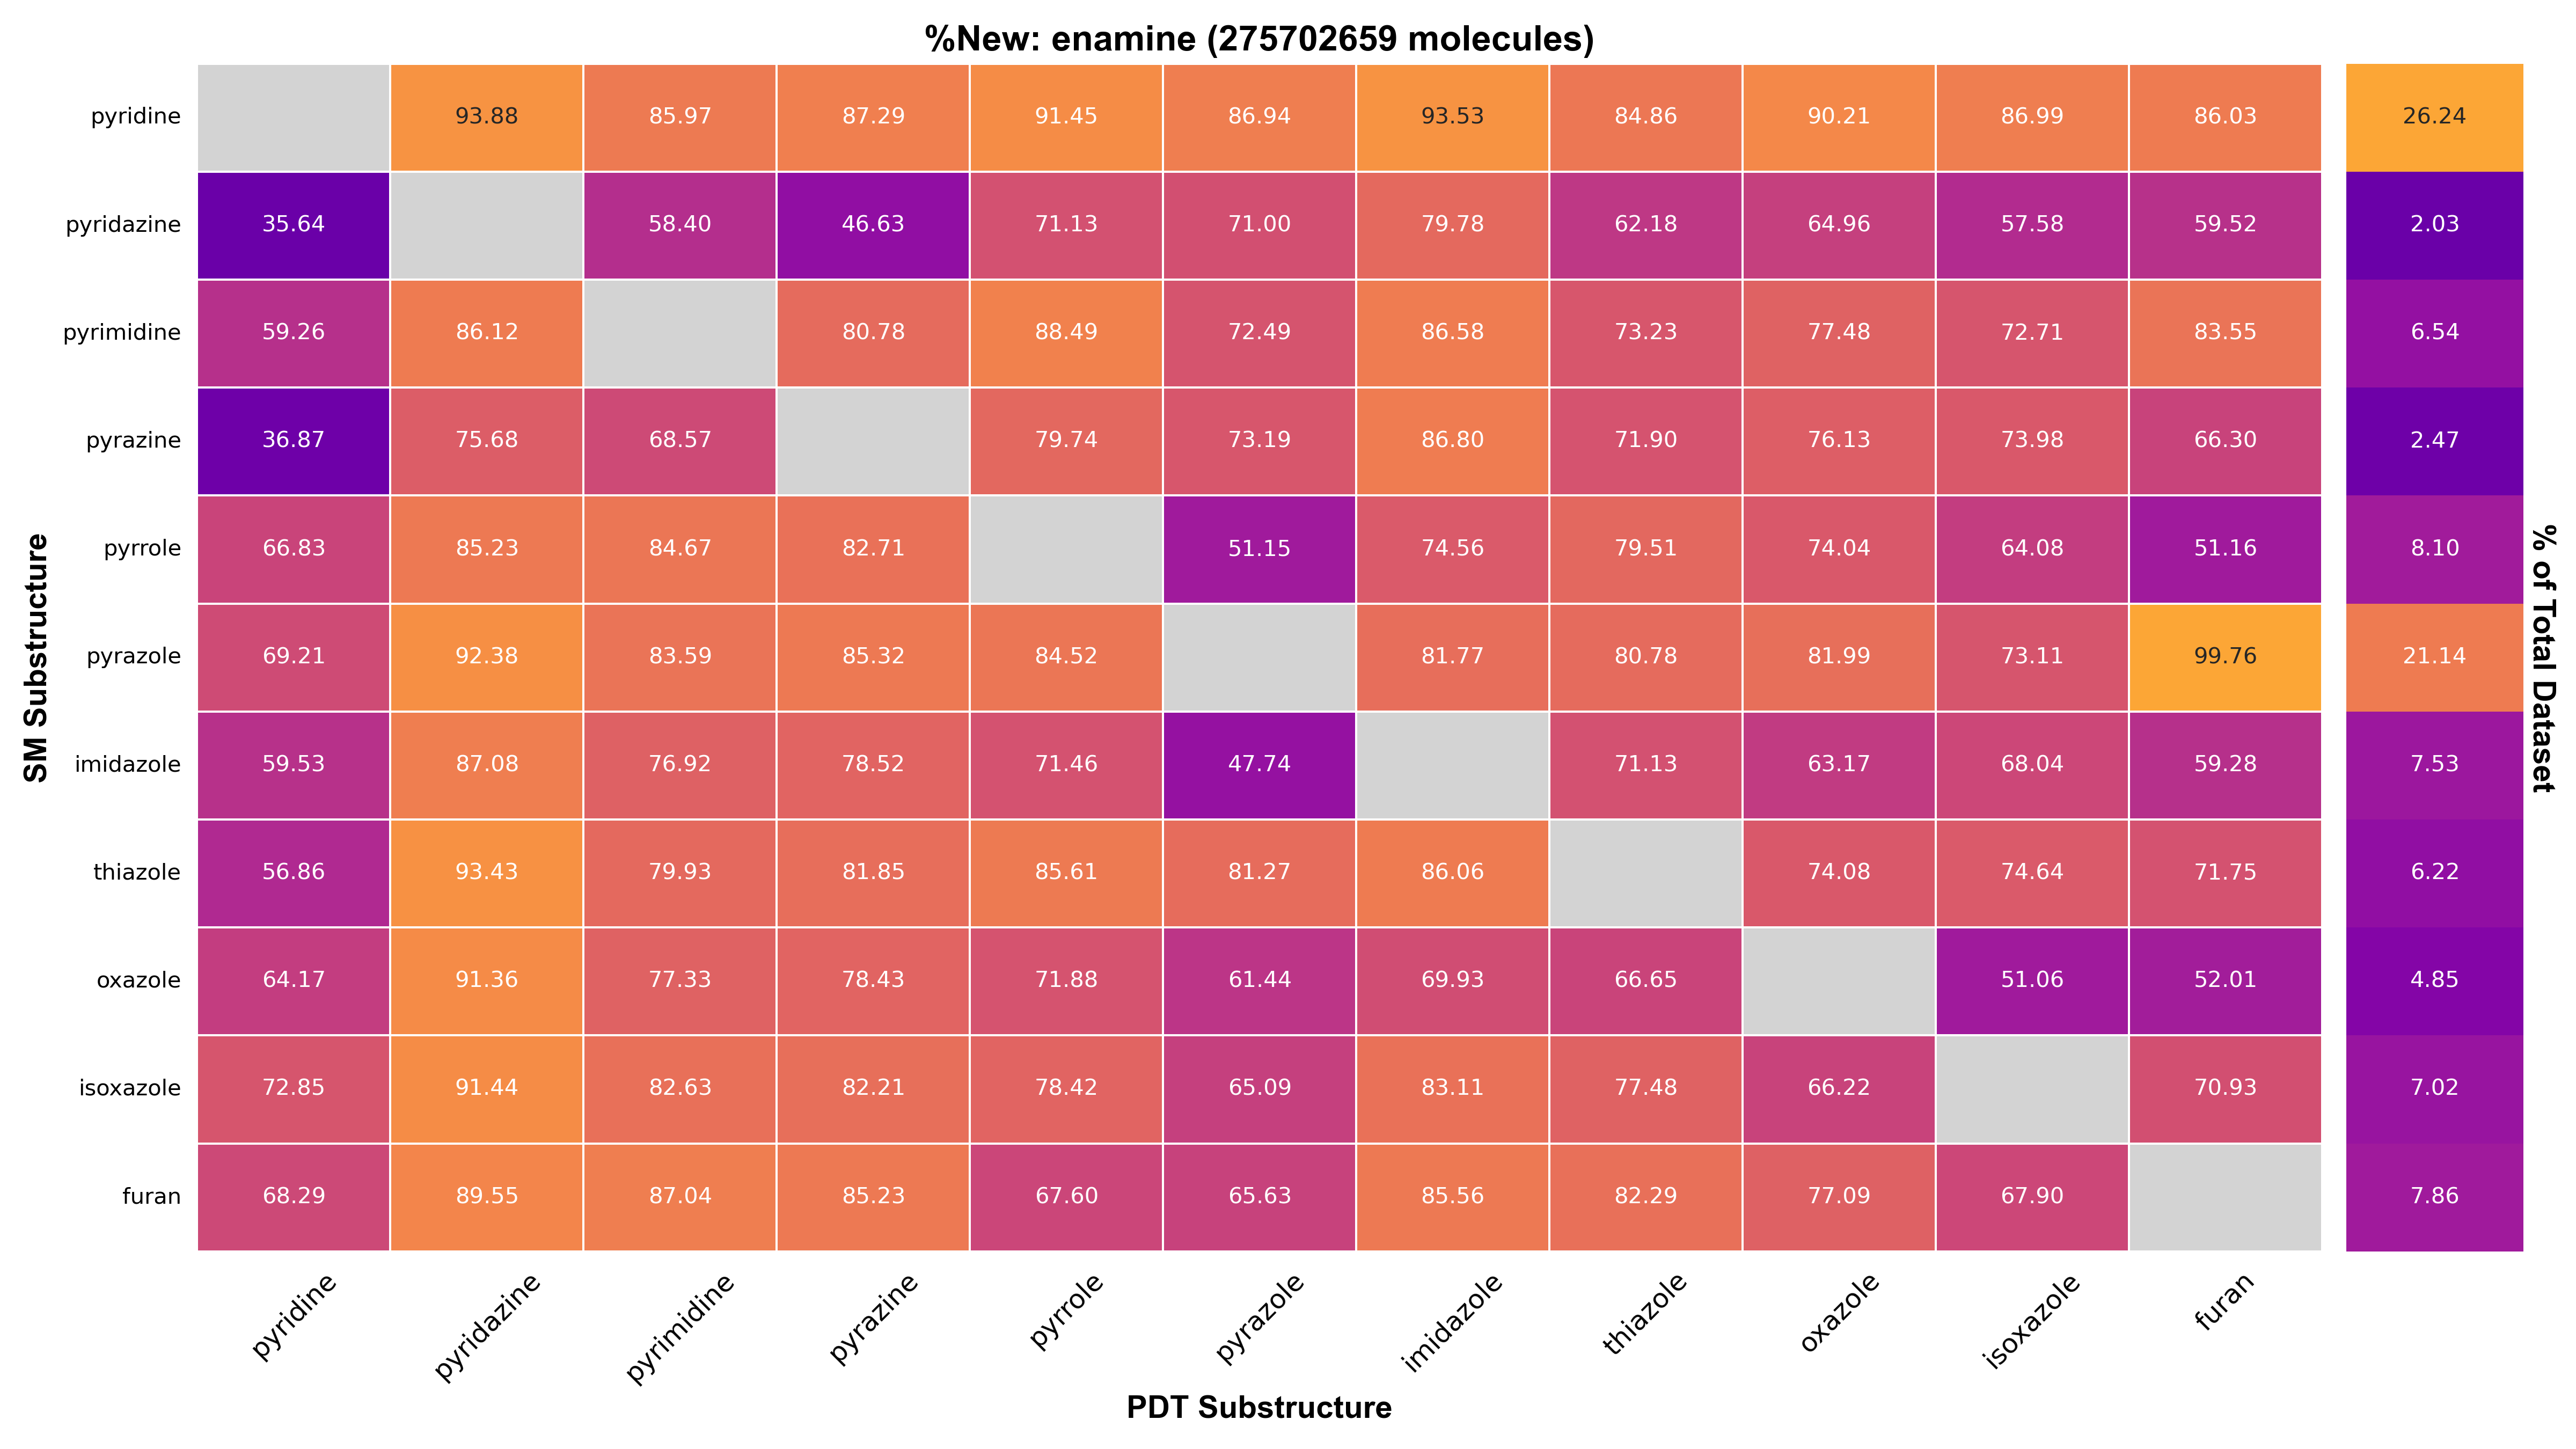 %New: enamine (275702659 molecules)
pyridine 93.88 85.97 87.29 91.45 86.94 93.53 84.86 90.21 86.99 86.03 26.24
pyridazine 35.64 58.40 46.63 71.13 71.00 79.78 62.18 64.96 57.58 59.52 2.03
pyrimidine 59.26 86.12 80.78 88.49 72.49 86.58 73.23 77.48 72.71 83.55 6.54
pyrazine 36.87 75.68 68.57 79.74 73.19 86.80 71.90 76.13 73.98 66.30 2.47
pyrrole 66.83 85.23 84.67 82.71 51.15 74.56 79.51 74.04 64.08 51.16 8.10
pyrazole 69.21 92.38 83.59 85.32 84.52 81.77 80.78 81.99 73.11 99.76 21.14
imidazole 59.53 87.08 76.92 78.52 71.46 47.74 71.13 63.17 68.04 59.28 7.53
thiazole 56.86 93.43 79.93 81.85 85.61 81.27 86.06 74.08 74.64 71.75 6.22
oxazole 64.17 91.36 77.33 78.43 71.88 61.44 69.93 66.65 51.06 52.01 4.85
isoxazole 72.85 91.44 82.63 82.21 78.42 65.09 83.11 77.48 66.22 70.93 7.02
furan 68.29 89.55 87.04 85.23 67.60 65.63 85.56 82.29 77.09 67.90 7.86
pyridine pyridazine pyrimidine pyrazine pyrrole pyrazole imidazole thiazole oxazole isoxazole furan
PDT Substructure
SM Substructure
% of Total Dataset